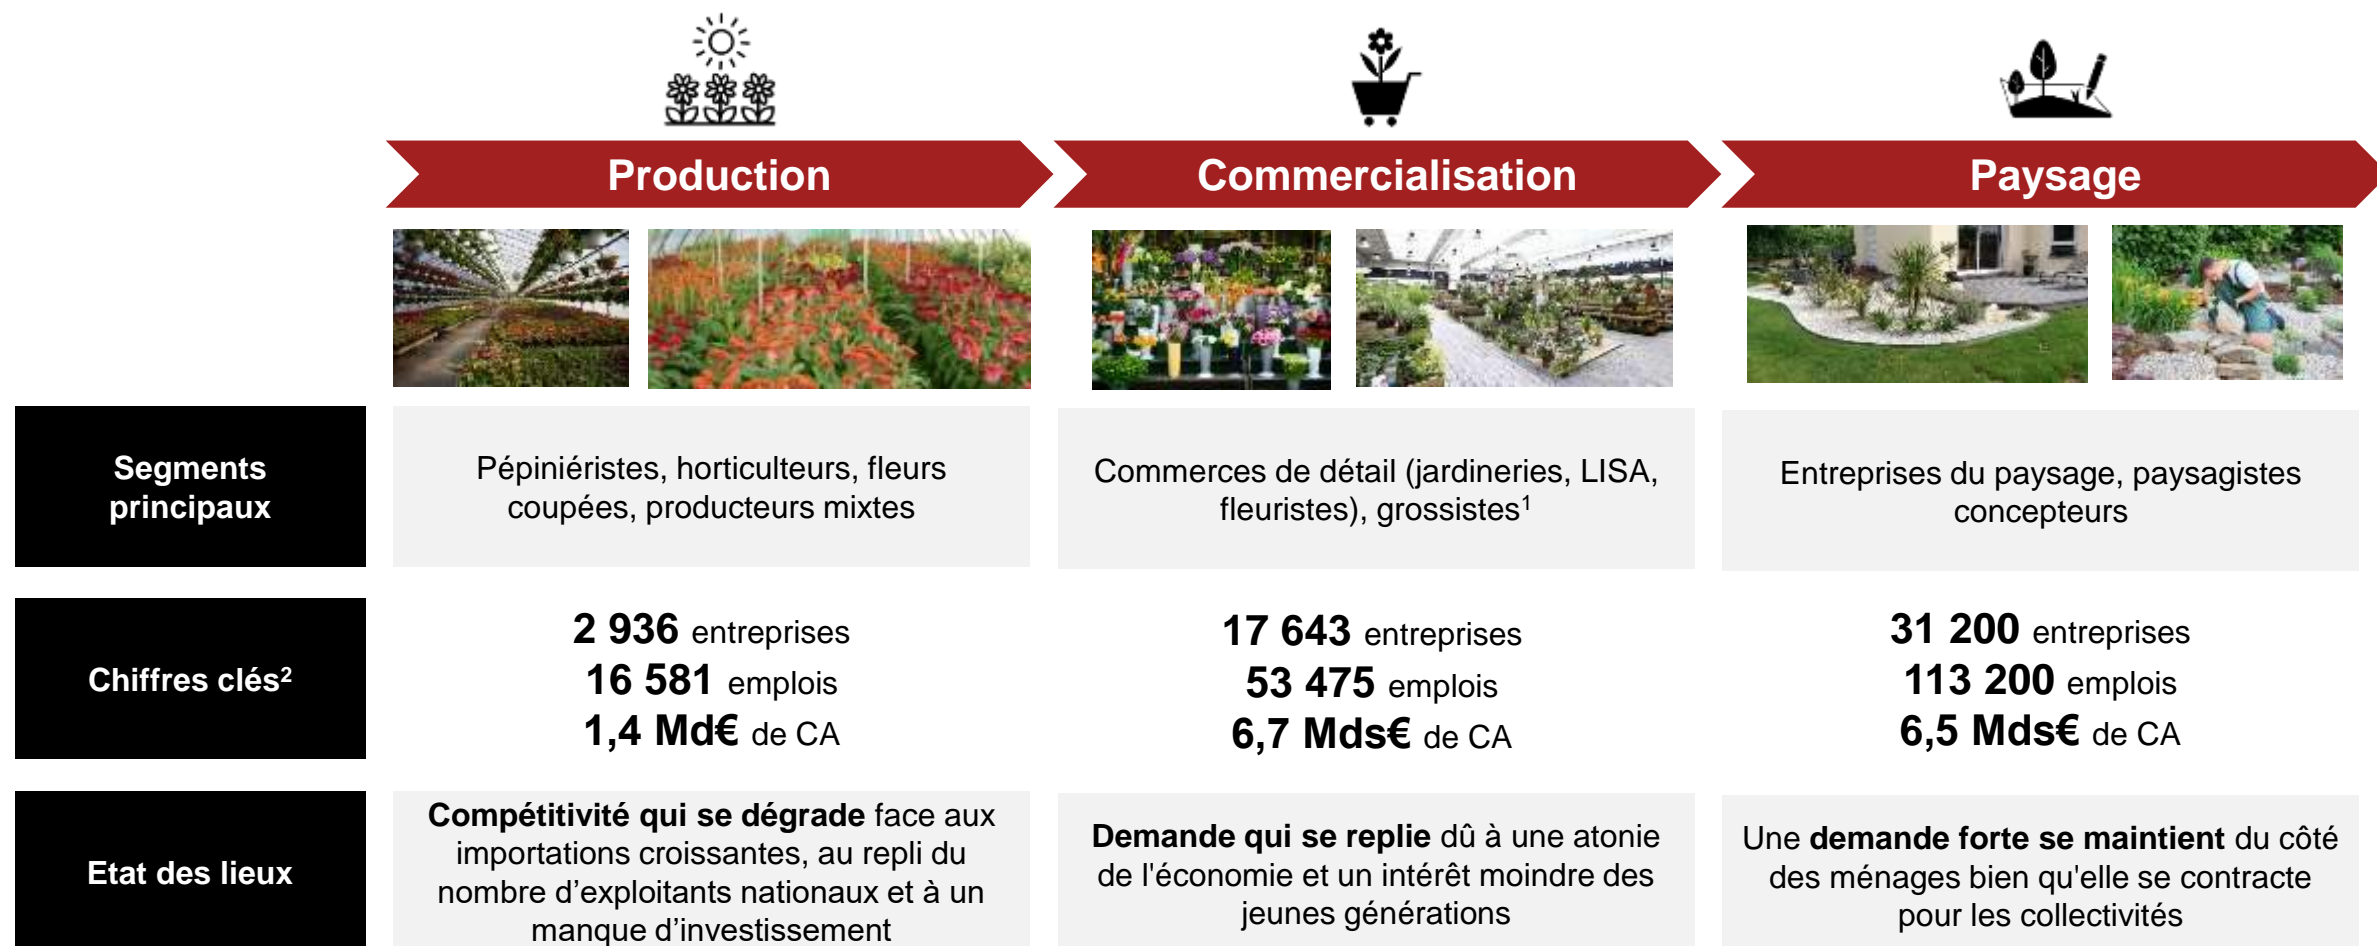 Production
Commercialisation
Paysage
Segments
principaux
Pépiniéristes, horticulteurs, fleurs
coupées, producteurs mixtes
Commerces de détail (jardineries, LISA,
fleuristes), grossistes¹
Entreprises du paysage, paysagistes
concepteurs
Chiffres clés²
2 936 entreprises
16 581 emplois
1,4 Md€ de CA
17 643 entreprises
53 475 emplois
6,7 Mds€ de CA
31 200 entreprises
113 200 emplois
6,5 Mds€ de CA
Etat des lieux
Compétitivité qui se dégrade face aux
importations croissantes, au repli du
nombre d’exploitants nationaux et à un
manque d’investissement
Demande qui se replie dû à une atonie
de l'économie et un intérêt moindre des
jeunes générations
Une demande forte se maintient du côté
des ménages bien qu'elle se contracte
pour les collectivités